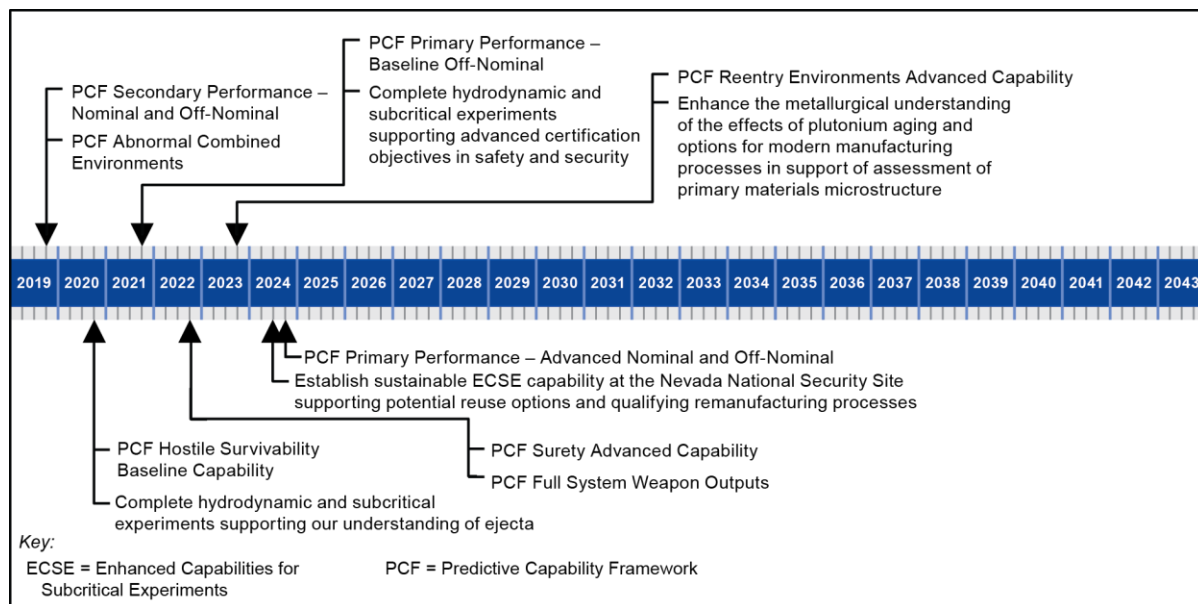 PCF Primary Performance –
Baseline Off-Nominal
Complete hydrodynamic and
subcritical experiments
supporting advanced certification
objectives in safety and security
PCF Secondary Performance –
Nominal and Off-Nominal
PCF Abnormal Combined
Environments
PCF Reentry Environments Advanced Capability
Enhance the metallurgical understanding
of the effects of plutonium aging and
options for modern manufacturing
processes in support of assessment of
primary materials microstructure
2019 2020 2021 2022 2023 2024 2025 2026 2027 2028 2029 2030 2031 2032 2033 2034 2035 2036 2037 2038 2039 2040 2041 2042 2043
PCF Primary Performance – Advanced Nominal and Off-Nominal
Establish sustainable ECSE capability at the Nevada National Security Site
supporting potential reuse options and qualifying remanufacturing processes
PCF Hostile Survivability
Baseline Capability
Complete hydrodynamic and subcritical
experiments supporting our understanding of ejecta
PCF Surety Advanced Capability
PCF Full System Weapon Outputs
Key:
ECSE = Enhanced Capabilities for
Subcritical Experiments
PCF = Predictive Capability Framework